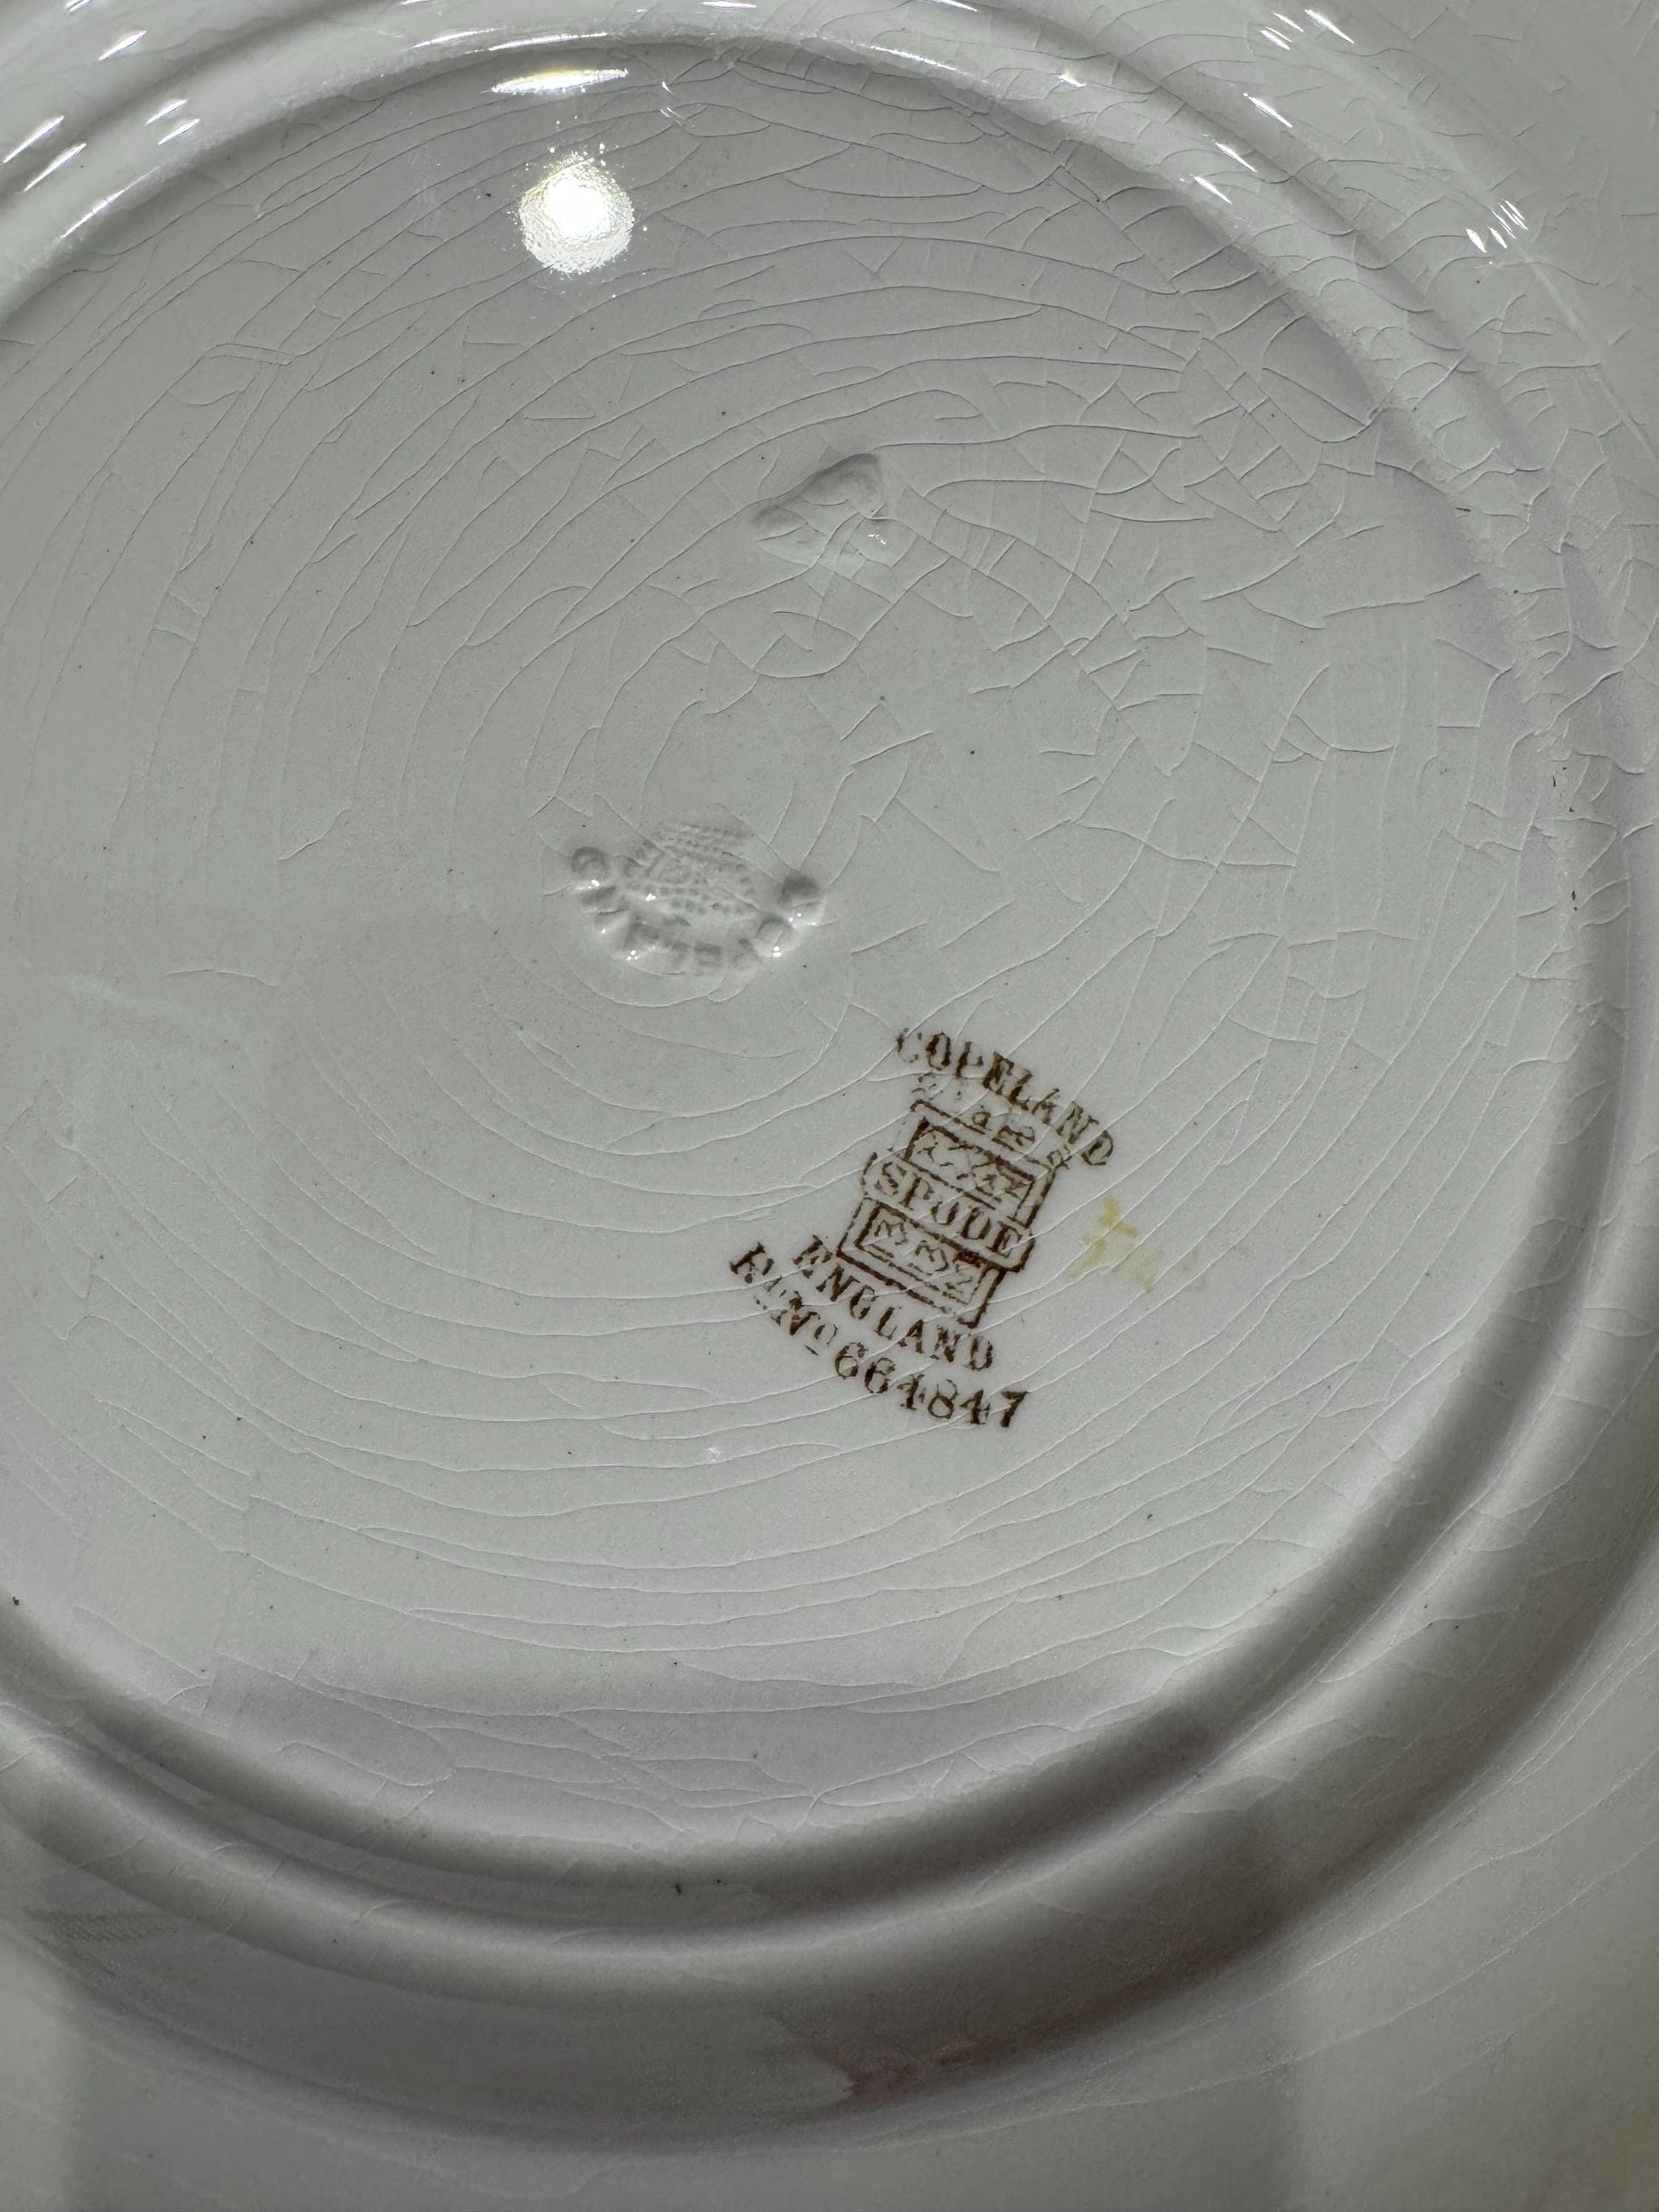 COPELAND
SPODE
ENGLAND
Rd No 664847